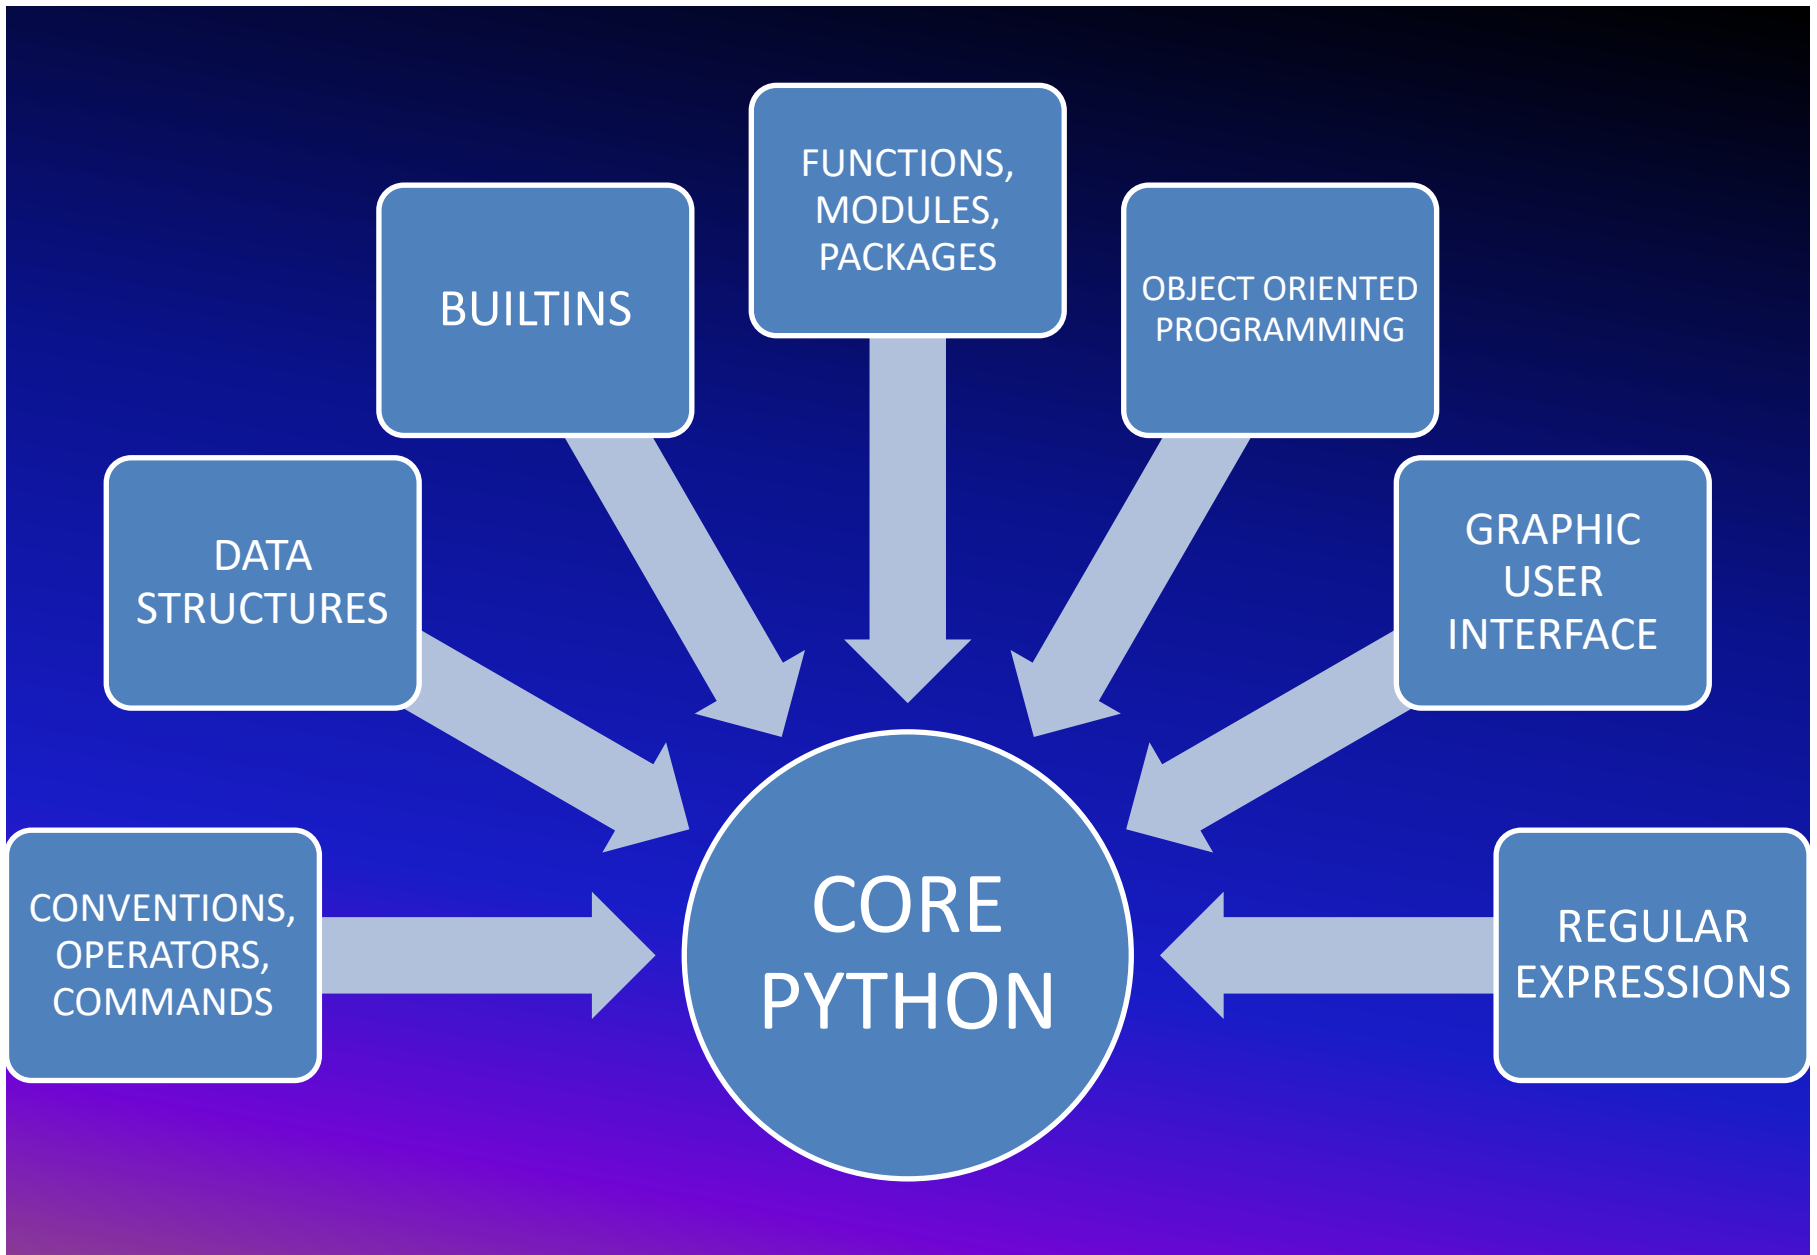 FUNCTIONS,
MODULES,
PACKAGES
BUILTINS
OBJECT ORIENTED
PROGRAMMING
DATA
STRUCTURES
GRAPHIC
USER
INTERFACE
CONVENTIONS,
OPERATORS,
COMMANDS
CORE
PYTHON
REGULAR
EXPRESSIONS